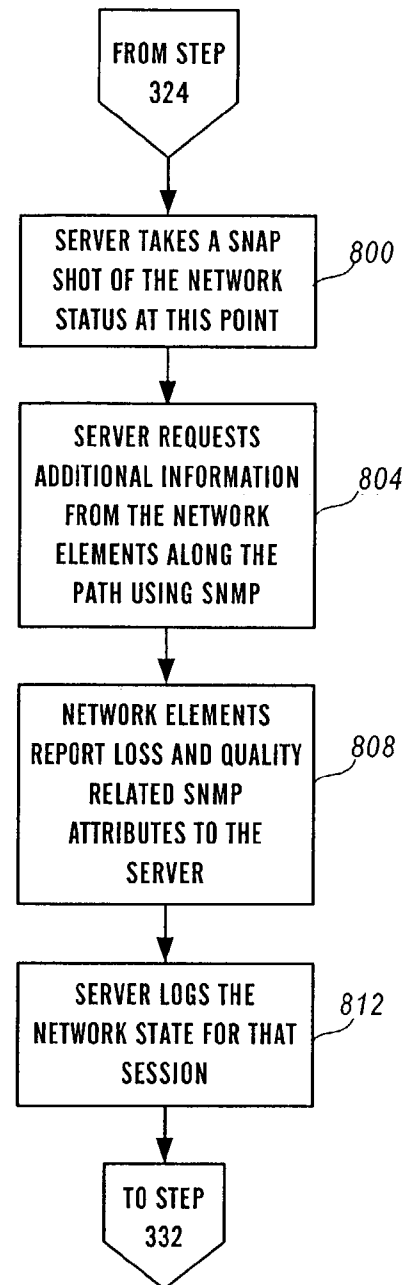 FROM STEP
324
SERVER TAKES A SNAP
SHOT OF THE NETWORK
STATUS AT THIS POINT
800
SERVER REQUESTS
ADDITIONAL INFORMATION
FROM THE NETWORK
ELEMENTS ALONG THE
PATH USING SNMP
804
NETWORK ELEMENTS
REPORT LOSS AND QUALITY
RELATED SNMP
ATTRIBUTES TO THE
SERVER
808
SERVER LOGS THE
NETWORK STATE FOR THAT
SESSION
812
TO STEP
332